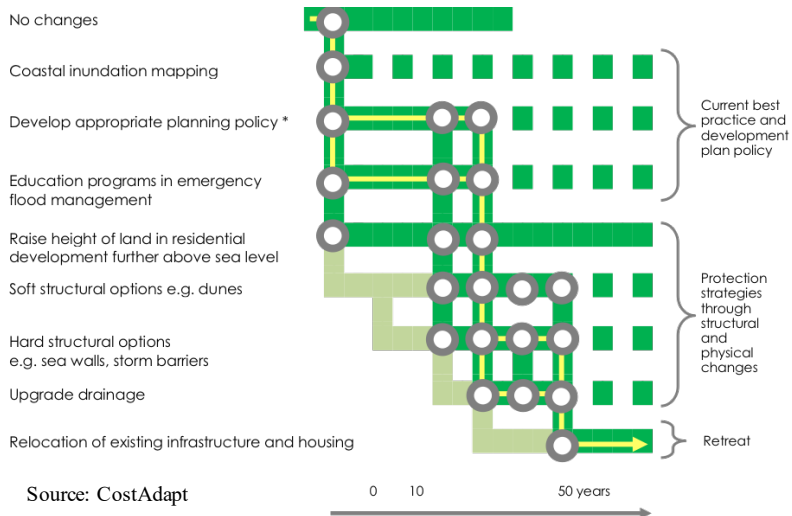 No changes
Coastal inundation mapping
Develop appropriate planning policy *
Education programs in emergency
flood management
Raise height of land in residential
development further above sea level
Soft structural options e.g. dunes
Hard structural options
e.g. sea walls, storm barriers
Upgrade drainage
Relocation of existing infrastructure and housing
Current best
practice and
development
plan policy
Protection
strategies
through
structural
and
physical
changes
Retreat
Source: CostAdapt
0 10 50 years